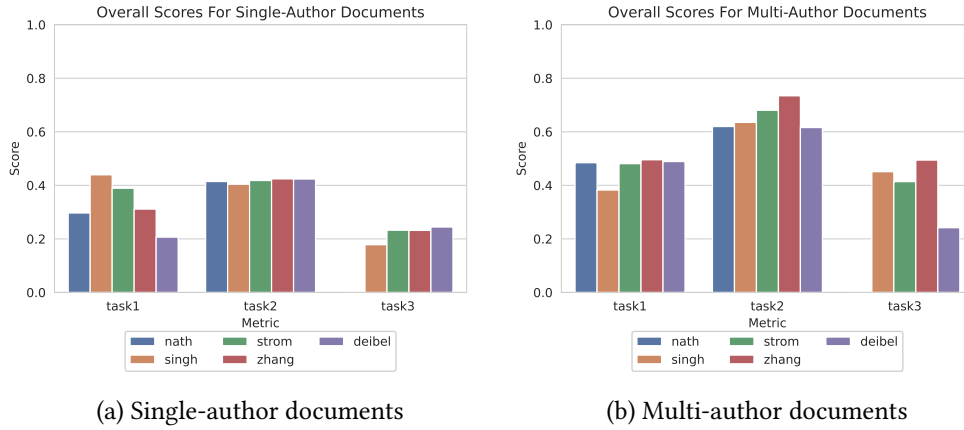 Overall Scores For Single-Author Documents
1.0
0.8
0.6
0.4
0.2
0.0
Score
task1 task2 task3
Metric
nath strom deibel
singh zhang
(a) Single-author documents
Overall Scores For Multi-Author Documents
1.0
0.8
0.6
0.4
0.2
0.0
Score
task1 task2 task3
Metric
nath strom deibel
singh zhang
(b) Multi-author documents